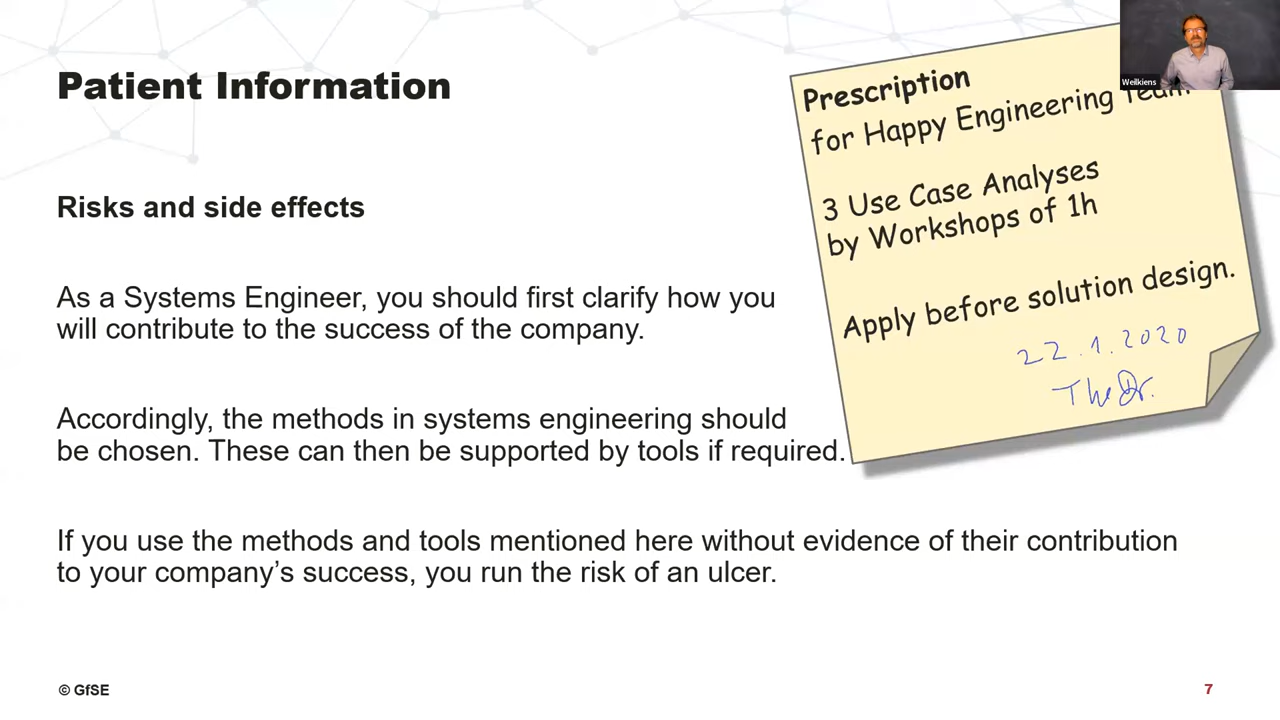 Patient Information
Risks and side effects
As a Systems Engineer, you should first clarify how you
will contribute to the success of the company.
Accordingly, the methods in systems engineering should
be chosen. These can then be supported by tools if required.
If you use the methods and tools mentioned here without evidence of their contribution
to your company's success, you run the risk of an ulcer.
Prescription
for Happy Engineering Team
3 Use Case Analyses
by Workshops of 1h
Apply before solution design.
22.1.2020
The Dr.
Weilkiens
© GfSE
7